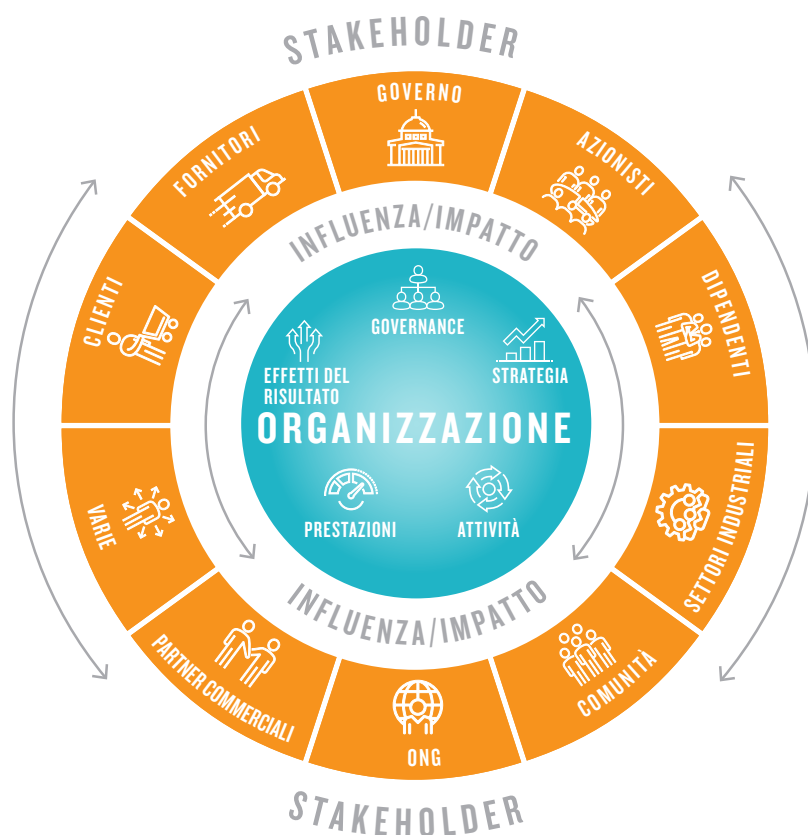 STAKEHOLDER
GOVERNO
AZIONISTI
DIPENDENTI
SETTORI INDUSTRIALI
COMUNITÀ
ONG
PARTNER COMMERCIALI
VARIE
CLIENTI
FORNITORI
INFLUENZA/IMPATTO
GOVERNANCE
EFFETTI DEL
RISULTATO
STRATEGIA
ORGANIZZAZIONE
PRESTAZIONI
ATTIVITÀ
INFLUENZA/IMPATTO
STAKEHOLDER